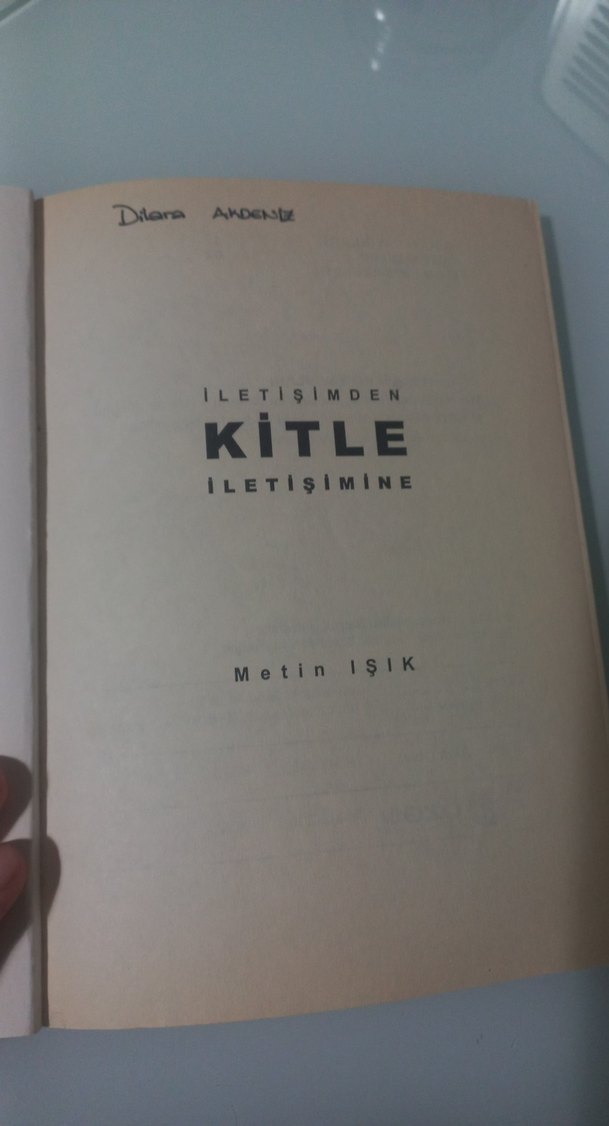 Dilara AKDENİZ
İLETİŞİMDEN
KİTLE
İLETİŞİMİNE
Metin IŞIK